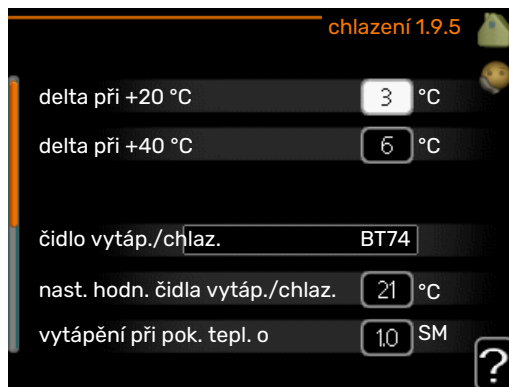 chlazení 1.9.5
delta při +20 °C 3 °C
delta při +40 °C 6 °C
čidlo vytáp./chlaz. BT74
nast. hodn. čidla vytáp./chlaz. 21 °C
vytápění při pok. tepl. o 1.0 SM
?